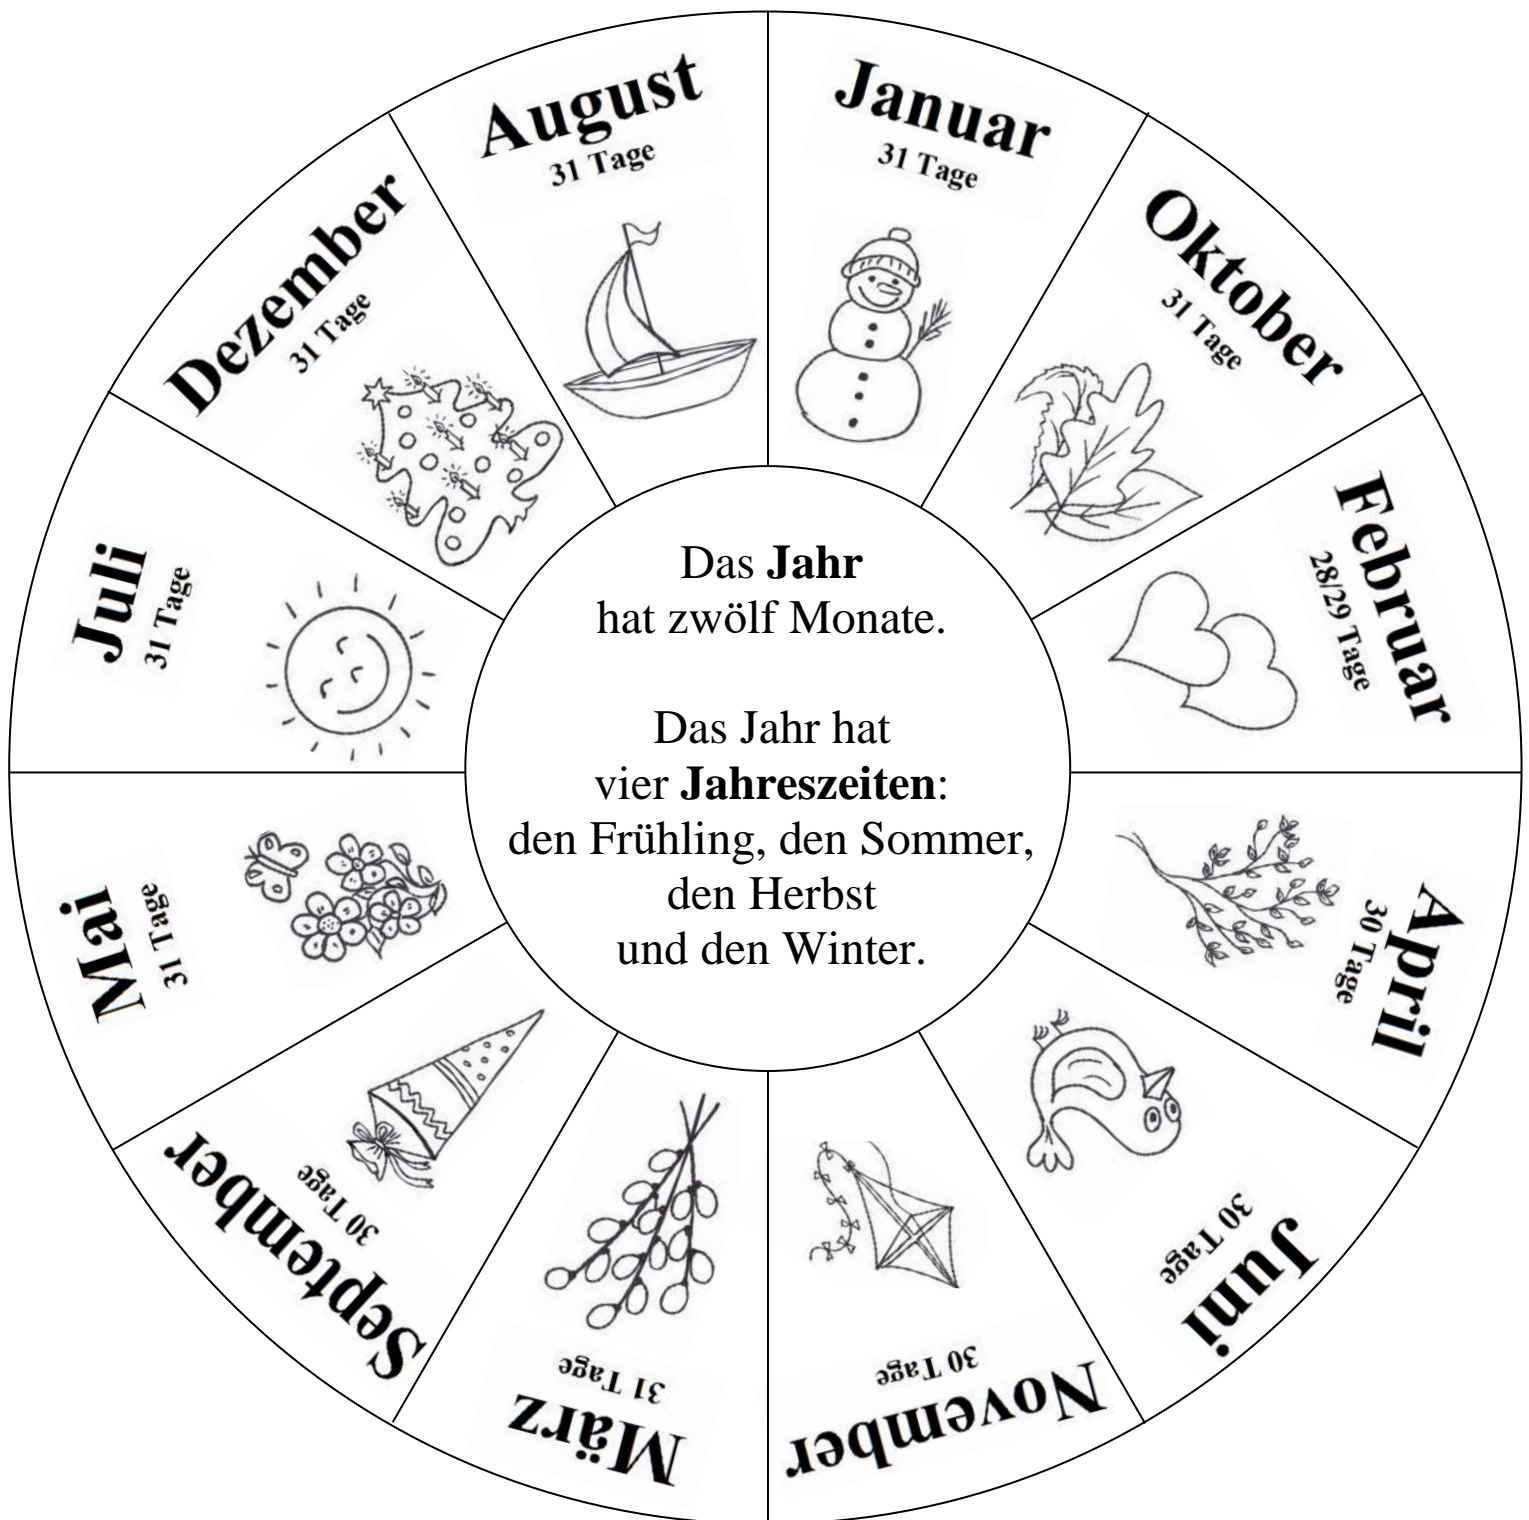 August
31 Tage
Januar
31 Tage
Oktober
31 Tage
Februar
28/29 Tage
April
30 Tage
Juni
30 Tage
November
30 Tage
März
31 Tage
September
30 Tage
Mai
31 Tage
Juli
31 Tage
Dezember
31 Tage
Das Jahr
hat zwölf Monate.
Das Jahr hat
vier Jahreszeiten:
den Frühling, den Sommer,
den Herbst
und den Winter.